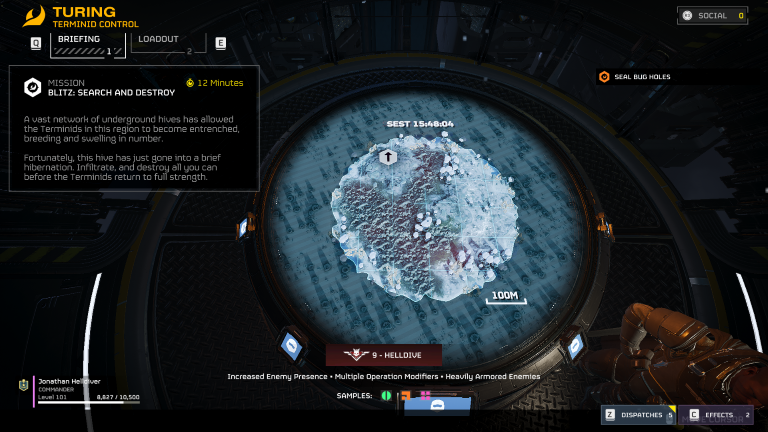 TURING
TERMINID CONTROL
SOCIAL 0
Q
BRIEFING
1
LOADOUT
2
E
MISSION
12 Minutes
BLITZ: SEARCH AND DESTROY
A vast network of underground hives has allowed
the Terminids in this region to become entrenched,
breeding and swelling in number.
Fortunately, this hive has just gone into a brief
hibernation. Infiltrate, and destroy all you can
before the Terminids return to full strength.
SEAL BUG HOLES
SEST 15:48:04
100M
9 - HELLDIVE
Increased Enemy Presence • Multiple Operation Modifiers • Heavily Armored Enemies
SAMPLES:
Jonathan Helldiver
COMMANDER
Level 101
8,827 / 10,500
Z DISPATCHES 5
C EFFECTS 2